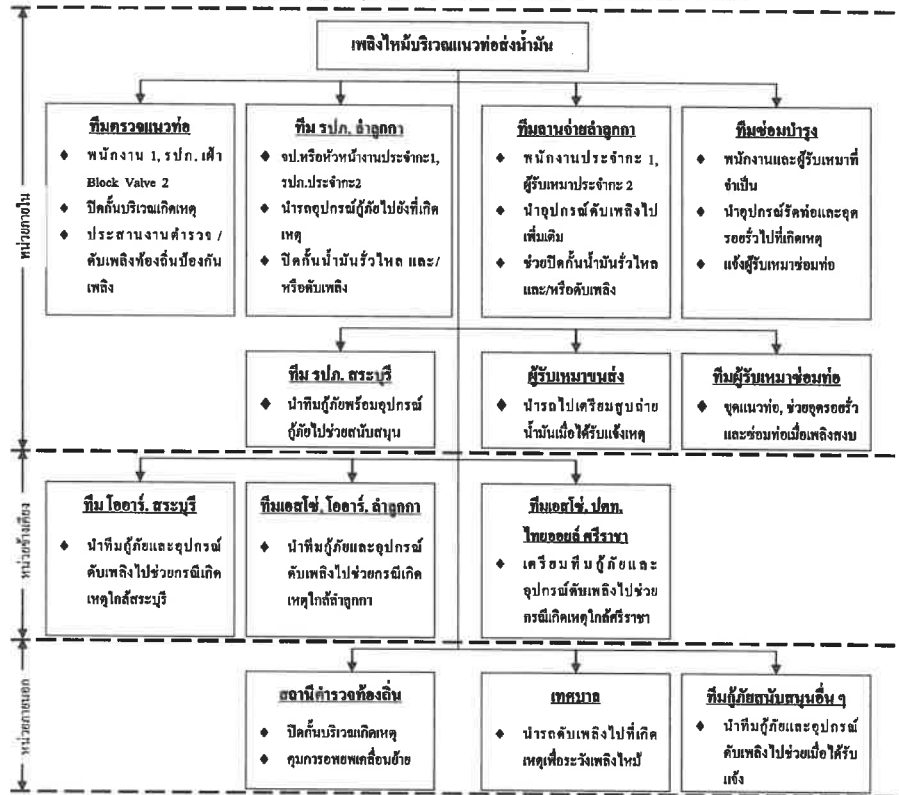 เพลิงไหม้บริเวณแนวท่อส่งน้ำมัน
หน่วยภายใน
ทีมตรวจแนวท่อ
◆ พนักงาน 1, รปภ. เฝ้า
Block Valve 2
◆ ปิดกั้นบริเวณเกิดเหตุ
◆ ประสานงานตำรวจ /
ดับเพลิงท้องถิ่นป้องกัน
เพลิง
ทีม รปภ. ลำลูกกา
◆ จป.หรือหัวหน้างานประจำกะ1,
รปภ.ประจำกะ2
◆ นำรถอุปกรณ์กู้ภัยไปยังที่เกิด
เหตุ
◆ ปิดกั้นน้ำมันรั่วไหล และ/
หรือดับเพลิง
ทีมลานจ่ายลำลูกกา
◆ พนักงานประจำกะ 1,
ผู้รับเหมาประจำกะ 2
◆ นำอุปกรณ์ดับเพลิงไป
เพิ่มเติม
◆ ช่วยปิดกั้นน้ำมันรั่วไหล
และ/หรือดับเพลิง
ทีมซ่อมบำรุง
◆ พนักงานและผู้รับเหมาที่
จำเป็น
◆ นำอุปกรณ์รัดท่อและอุด
รอยรั่วไปที่เกิดเหตุ
◆ แจ้งผู้รับเหมาซ่อมท่อ
ทีม รปภ. สระบุรี
◆ นำทีมกู้ภัยพร้อมอุปกรณ์
กู้ภัยไปช่วยสนับสนุน
ผู้รับเหมาขนส่ง
◆ นำรถไปเตรียมสูบถ่าย
น้ำมันเมื่อได้รับแจ้งเหตุ
ทีมผู้รับเหมาซ่อมท่อ
◆ ขุดแนวท่อ, ช่วยอุดรอยรั่ว
และซ่อมท่อเมื่อเพลิงสงบ
หน่วยข้างเคียง
ทีม โออาร์. สระบุรี
◆ นำทีมกู้ภัยและอุปกรณ์
ดับเพลิงไปช่วยกรณีเกิด
เหตุใกล้สระบุรี
ทีมเอสโซ่, โออาร์. ลำลูกกา
◆ นำทีมกู้ภัยและอุปกรณ์
ดับเพลิงไปช่วยกรณีเกิด
เหตุใกล้ลำลูกกา
ทีมเอสโซ่, ปตท.
ไทยออยล์ ศรีราชา
◆ เตรียมทีมกู้ภัยและ
อุปกรณ์ดับเพลิงไปช่วย
กรณีเกิดเหตุใกล้ศรีราชา
หน่วยภายนอก
สถานีตำรวจท้องถิ่น
◆ ปิดกั้นบริเวณเกิดเหตุ
◆ คุมการอพยพเคลื่อนย้าย
เทศบาล
◆ นำรถดับเพลิงไปที่เกิด
เหตุเพื่อระวังเพลิงไหม้
ทีมกู้ภัยสนับสนุนอื่น ๆ
◆ นำทีมกู้ภัยและอุปกรณ์
ดับเพลิงไปช่วยเมื่อได้รับ
แจ้ง